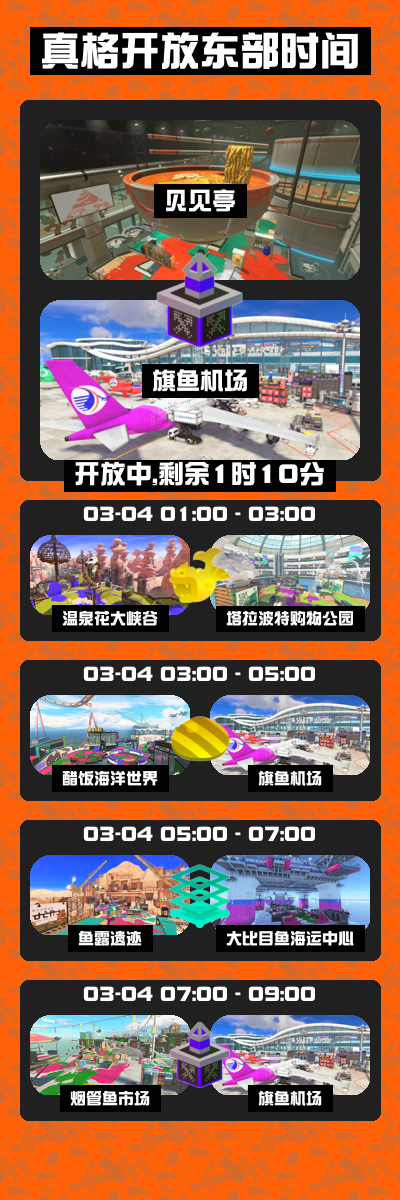 真格开放东部时间
贝贝亭
旗鱼机场
开放中,剩余1时10分
03-04 01:00 - 03:00
温泉花大峡谷
塔拉波特购物公园
03-04 03:00 - 05:00
醋饭海洋世界
旗鱼机场
03-04 05:00 - 07:00
鱼露遗迹
大比目鱼海运中心
03-04 07:00 - 09:00
烟管鱼市场
旗鱼机场